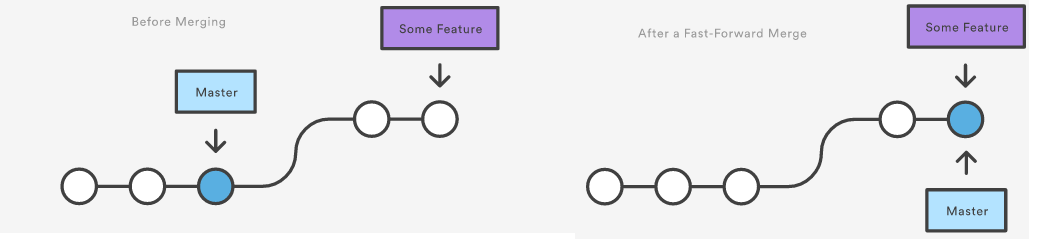 Before Merging
Some Feature
Master
After a Fast-Forward Merge
Some Feature
Master